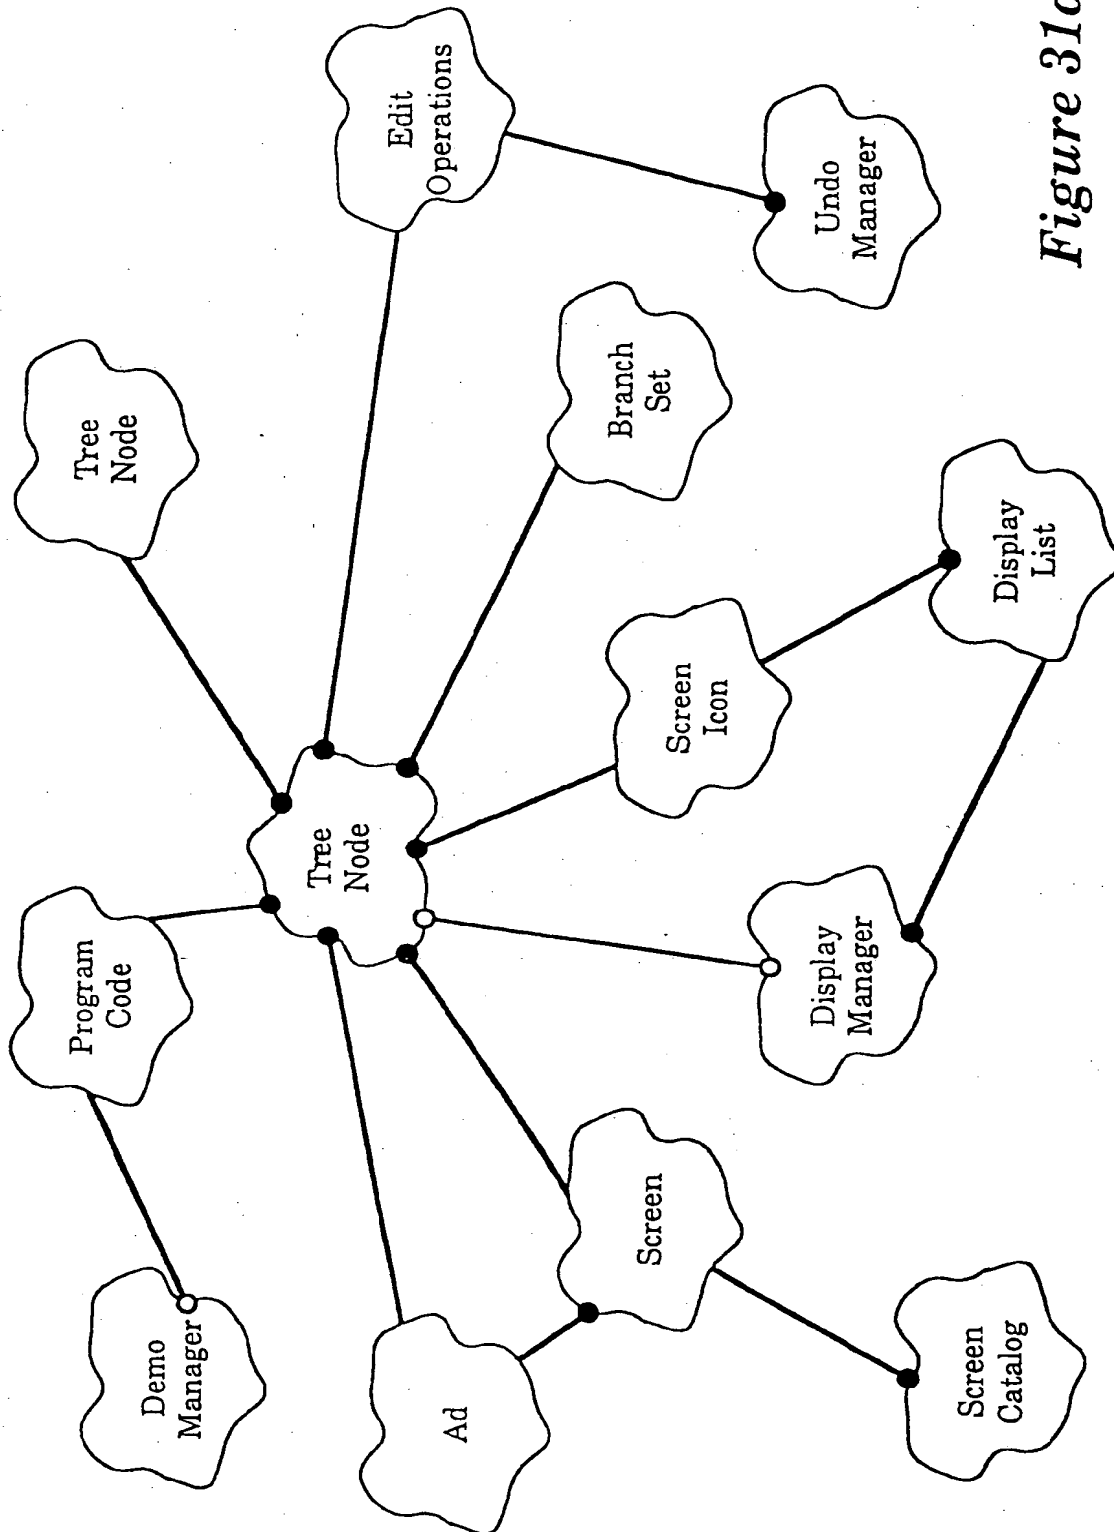 Demo
Manager
Program
Code
Tree
Node
Edit
Operations
Tree
Node
Ad
Screen
Screen
Icon
Branch
Set
Undo
Manager
Display
Manager
Screen
Catalog
Display
List
Figure 31a